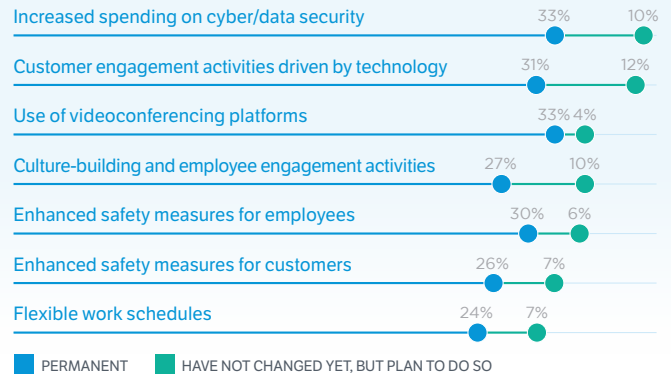 Increased spending on cyber/data security 33% 10%
Customer engagement activities driven by technology 31% 12%
Use of videoconferencing platforms 33% 4%
Culture-building and employee engagement activities 27% 10%
Enhanced safety measures for employees 30% 6%
Enhanced safety measures for customers 26% 7%
Flexible work schedules 24% 7%
PERMANENT HAVE NOT CHANGED YET, BUT PLAN TO DO SO